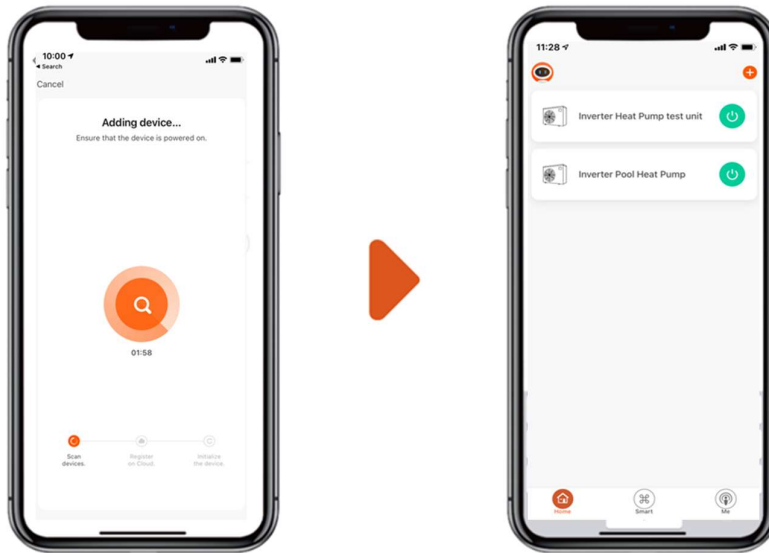 10:00
Search
Cancel
Adding device...
Ensure that the device is powered on.
01:58
Scan
devices.
Register
on Cloud.
Initialize
the device.
11:28
Inverter Heat Pump test unit
Inverter Pool Heat Pump
Home
Smart
Me